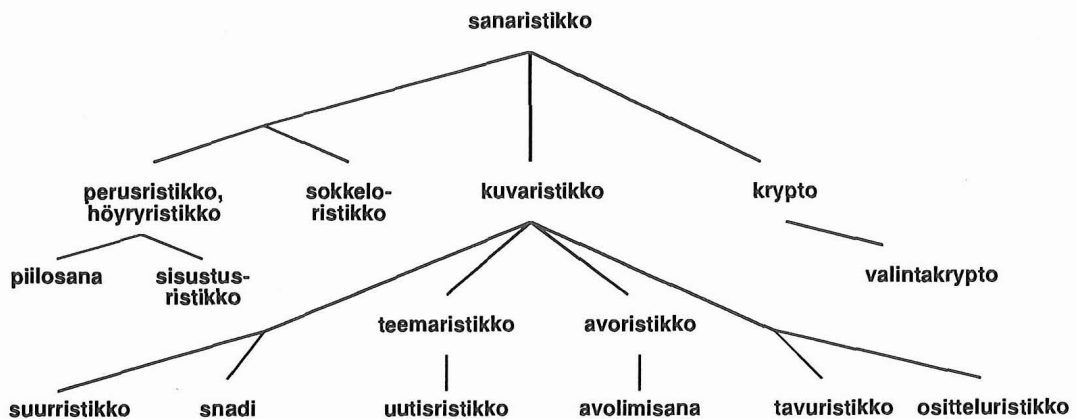 sanaristikko
perusristikko, sokkelo- kuvaristikko krypto
höyryristikko ristikko
piilosana sisustus- valintakrypto
ristikko
teemaristikko avoristikko
suurristikko snadi uutisristikko avolimisana tavuristikko ositteluristikko